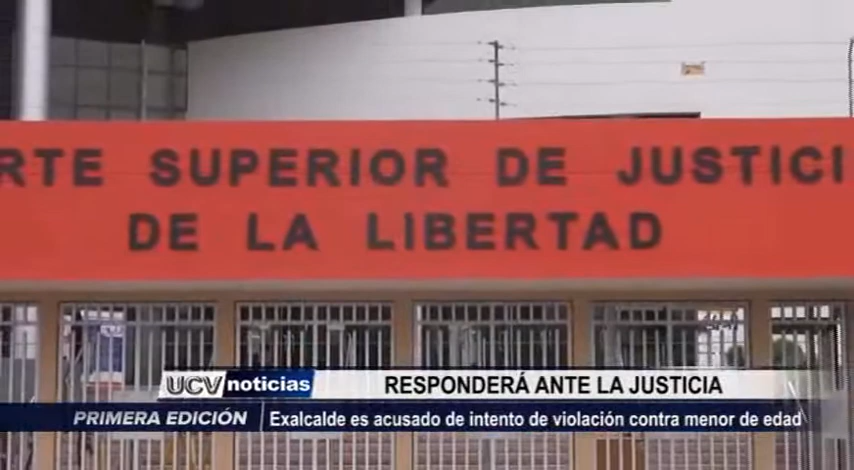 RTE SUPERIOR DE JUSTICI
DE LA LIBERTAD
UCV noticias
RESPONDERÁ ANTE LA JUSTICIA
PRIMERA EDICIÓN
Exalcalde es acusado de intento de violación contra menor de edad